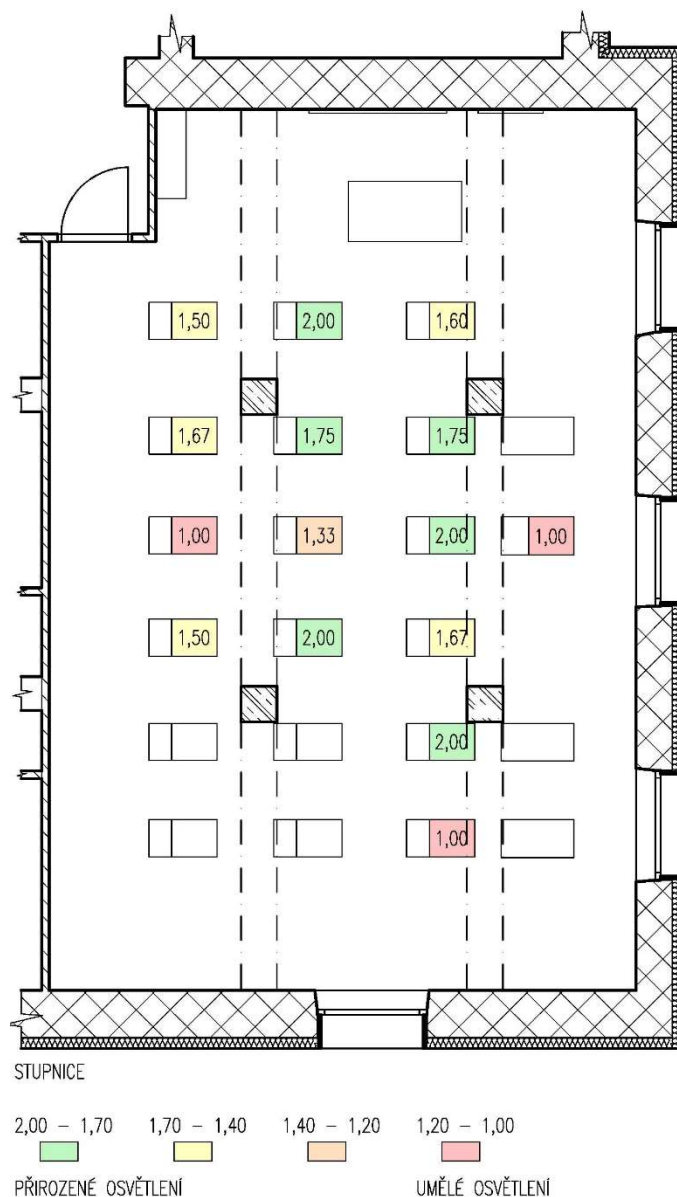 1,50 2,00 1,60
1,67 1,75 1,75
1,00 1,33 2,00 1,00
1,50 2,00 1,67
2,00
1,00
STUPNICE
2,00 – 1,70 1,70 – 1,40 1,40 – 1,20 1,20 – 1,00
PŘIROZENÉ OSVĚTLENÍ UMĚLÉ OSVĚTLENÍ